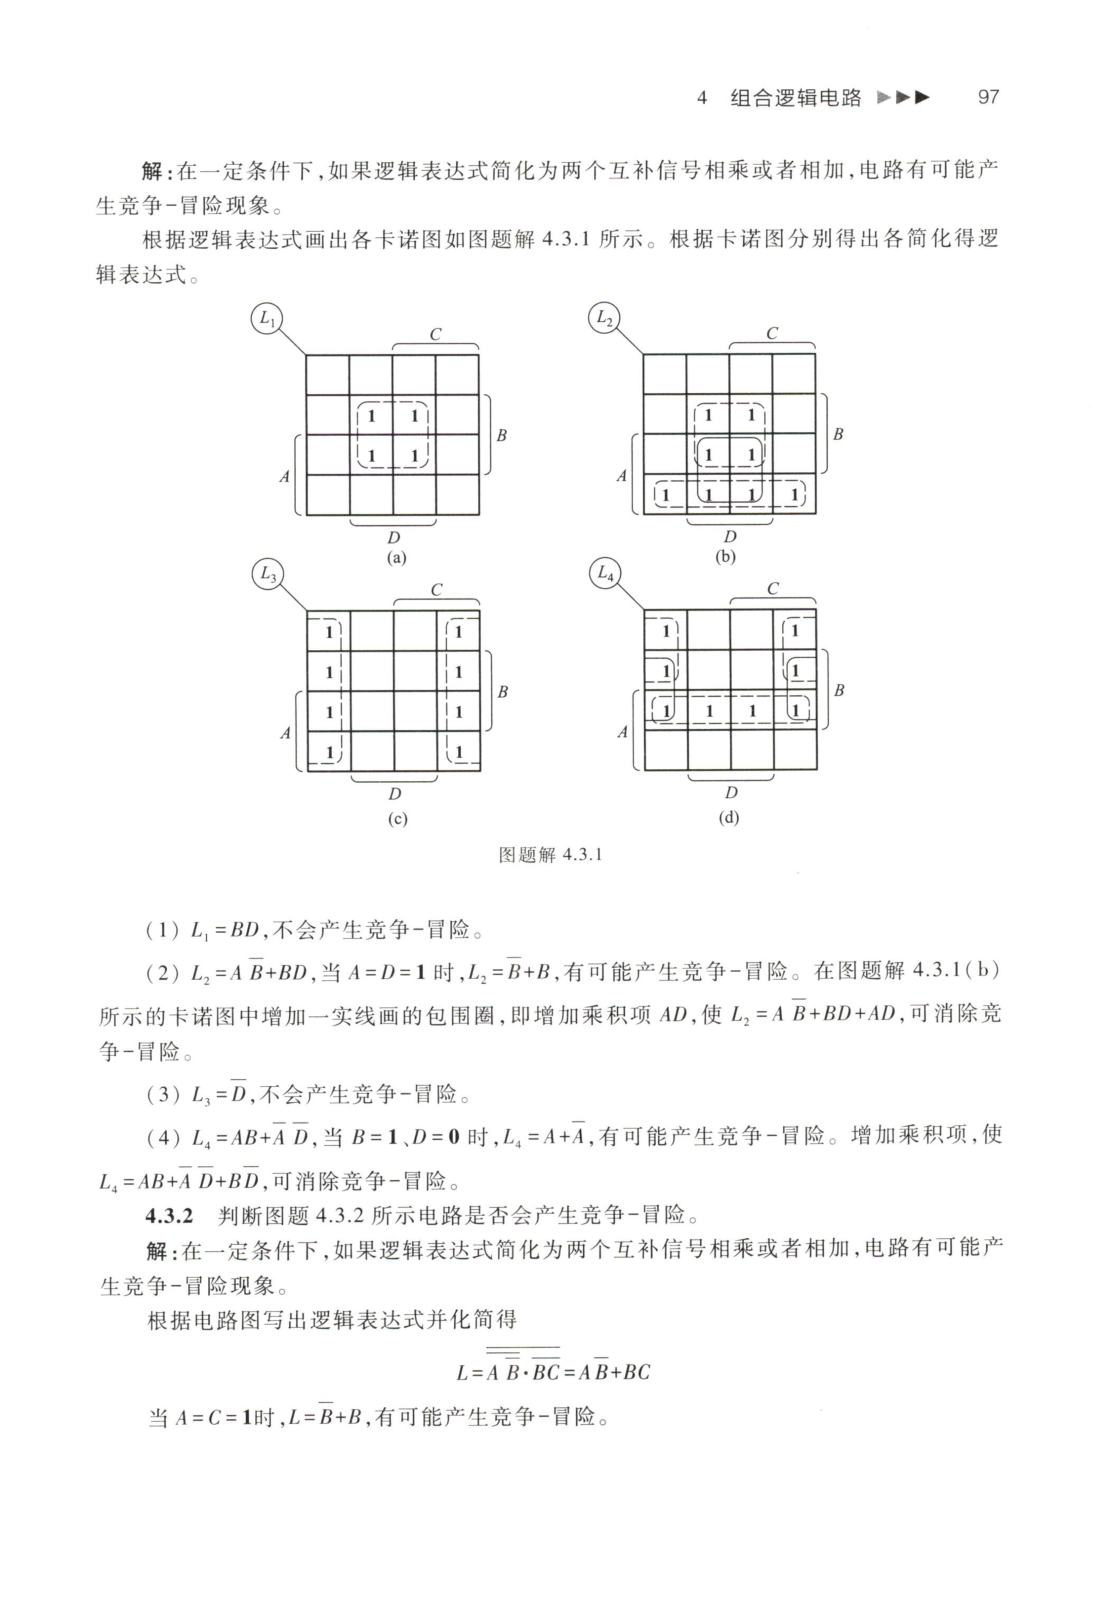 4 组合逻辑电路 ▶▶▶ 97
解:在一定条件下,如果逻辑表达式简化为两个互补信号相乘或者相加,电路有可能产
生竞争-冒险现象。
根据逻辑表达式画出各卡诺图如图题解 4.3.1 所示。根据卡诺图分别得出各简化得逻
辑表达式。
L₁ C L₂ C
1 1 B 1 1 B
A 1 1 A 1 1
1 1 1 1
D D
(a) (b)
L₃ C L₄ C
1 1 1 1
1 1 B 1 1 B
A 1 1 A 1 1 1 1
1 1
D D
(c) (d)
图题解 4.3.1
(1) L₁=BD,不会产生竞争-冒险。
(2) L₂=A B̅+BD,当 A=D=1 时,L₂=B̅+B,有可能产生竞争-冒险。在图题解 4.3.1(b)
所示的卡诺图中增加一实线画的包围圈,即增加乘积项 AD,使 L₂=A B̅+BD+AD,可消除竞
争-冒险。
(3) L₃=D̅,不会产生竞争-冒险。
(4) L₄=AB+A̅ D̅,当 B=1、D=0 时,L₄=A+A̅,有可能产生竞争-冒险。增加乘积项,使
L₄=AB+A̅ D̅+BD̅,可消除竞争-冒险。
4.3.2 判断图题 4.3.2 所示电路是否会产生竞争-冒险。
解:在一定条件下,如果逻辑表达式简化为两个互补信号相乘或者相加,电路有可能产
生竞争-冒险现象。
根据电路图写出逻辑表达式并化简得
L=\overline{\overline{A \overline{B}}·\overline{BC}}=A B̅+BC
当 A=C=1时,L=B̅+B,有可能产生竞争-冒险。